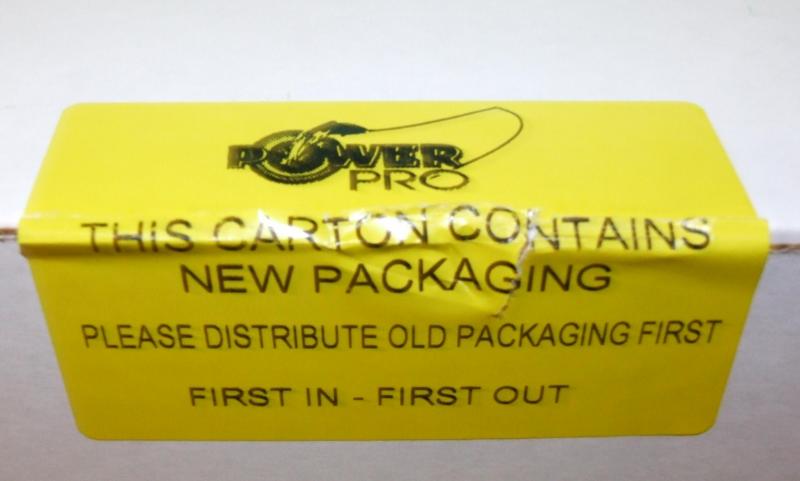 POWER
PRO
THIS CARTON CONTAINS
NEW PACKAGING
PLEASE DISTRIBUTE OLD PACKAGING FIRST
FIRST IN - FIRST OUT